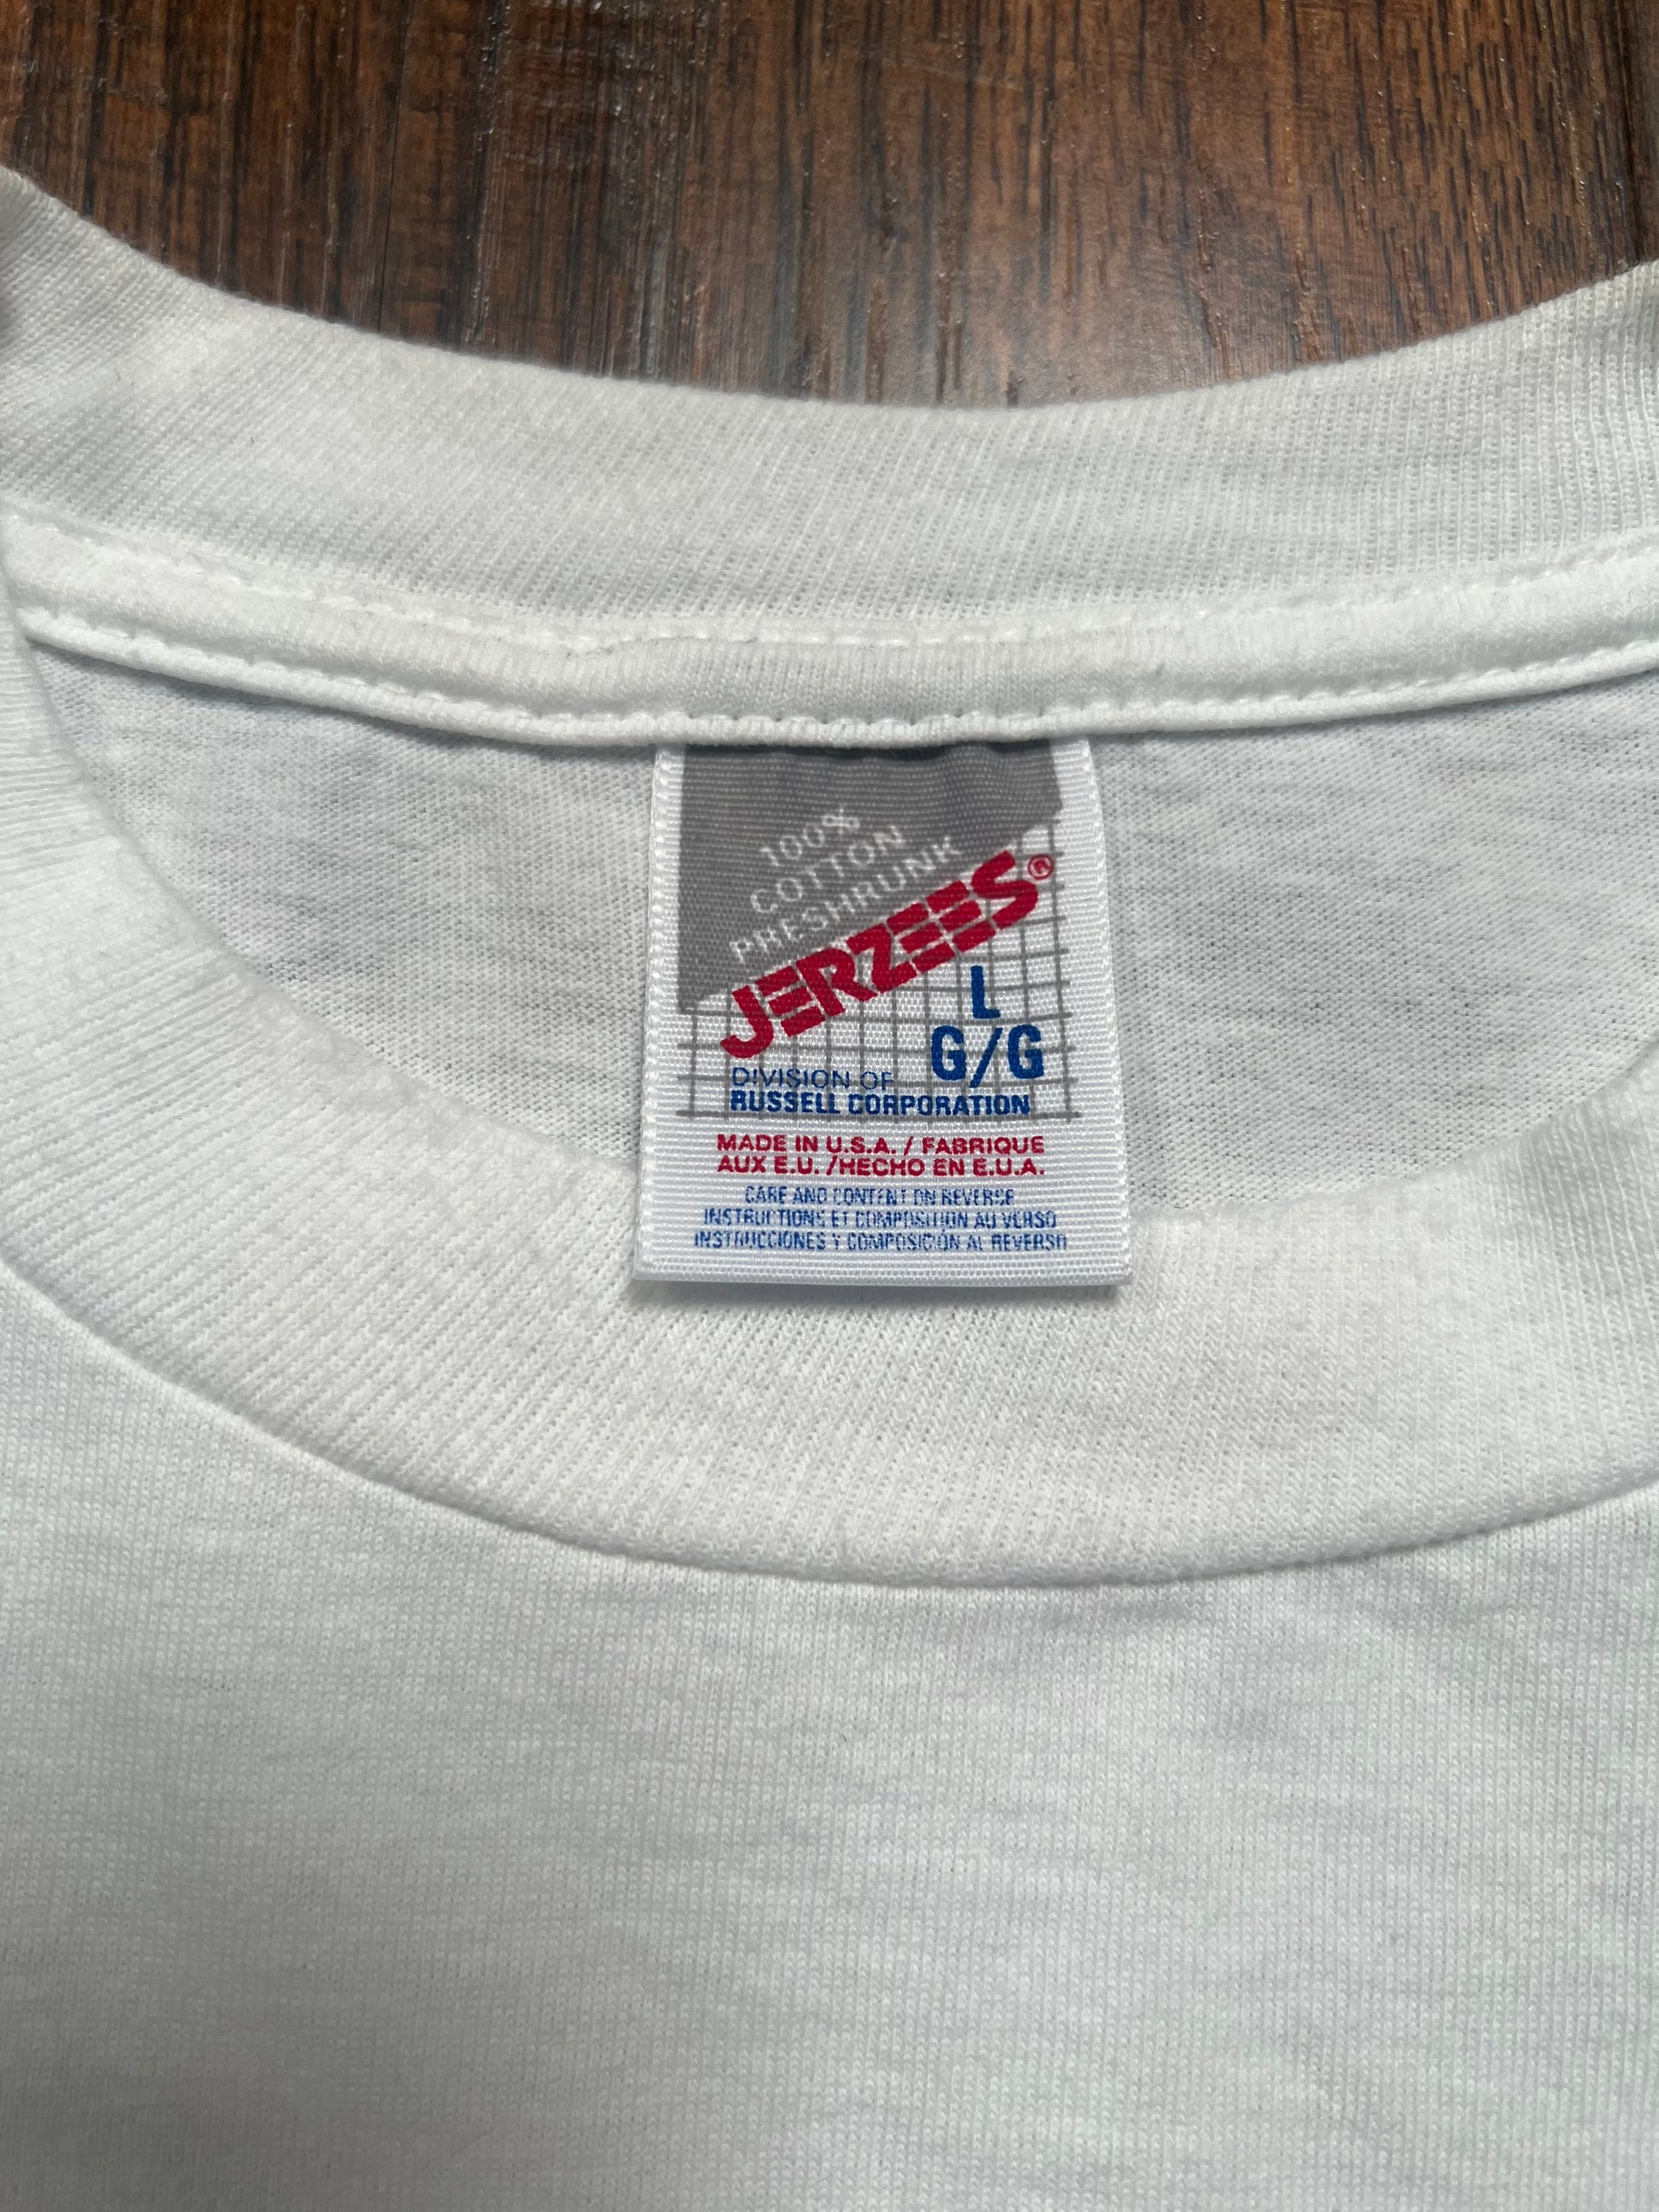 100%
COTTON
PRESHRUNK
JERZEES®
L
G/G
DIVISION OF
RUSSELL CORPORATION
MADE IN U.S.A. / FABRIQUE
AUX E.U. /HECHO EN E.U.A.
CARE AND CONTENT ON REVERSE
INSTRUCTIONS ET COMPOSITION AU VERSO
INSTRUCCIONES Y COMPOSICIÓN AL REVERSO